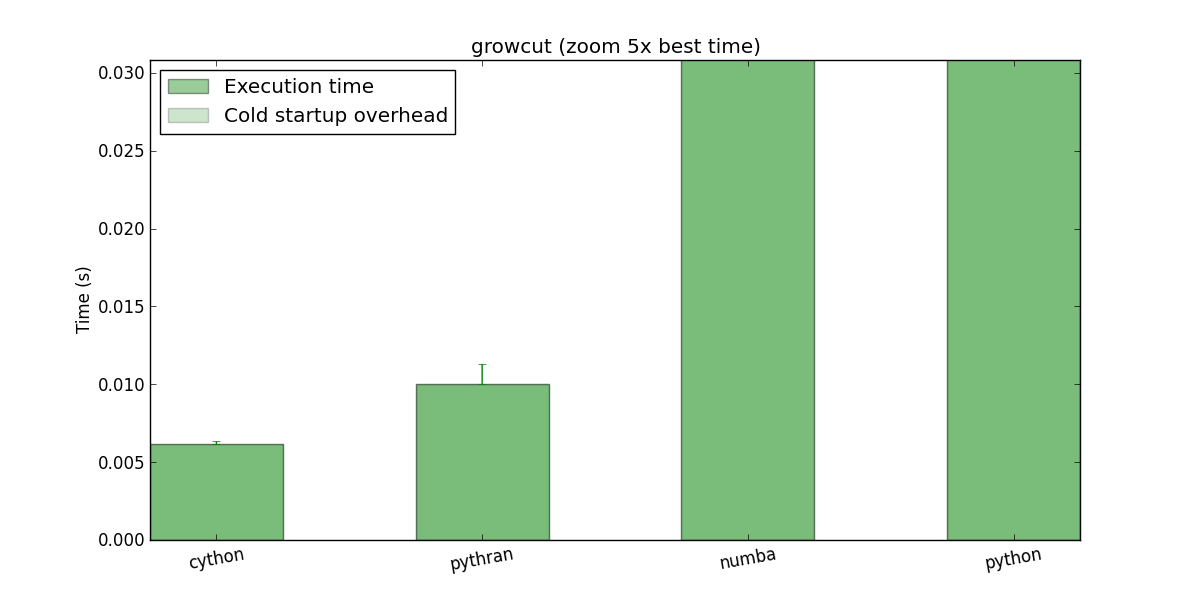 growcut (zoom 5x best time)
Execution time
Cold startup overhead
0.030
0.025
0.020
0.015
0.010
0.005
0.000
Time (s)
cython
pythran
numba
python